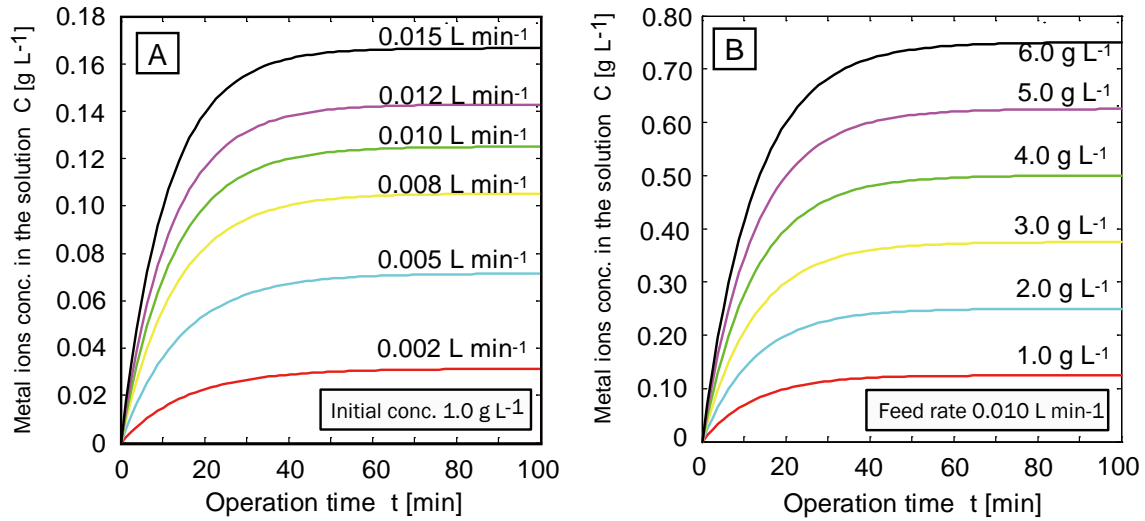 A
0.015 L min-1
0.012 L min-1
0.010 L min-1
0.008 L min-1
0.005 L min-1
0.002 L min-1
Initial conc. 1.0 g L-1
Metal ions conc. in the solution C [g L-1]
0.16
0.14
0.12
0.10
0.08
0.06
0.04
0.02
0
0
20
40
60
80
100
Operation time t [min]
B
6.0 g L-1
5.0 g L-1
4.0 g L-1
3.0 g L-1
2.0 g L-1
1.0 g L-1
Feed rate 0.010 L min-1
Metal ions conc. in the solution C [g L-1]
0.80
0.70
0.60
0.50
0.40
0.30
0.20
0.10
0
0
20
40
60
80
100
Operation time t [min]